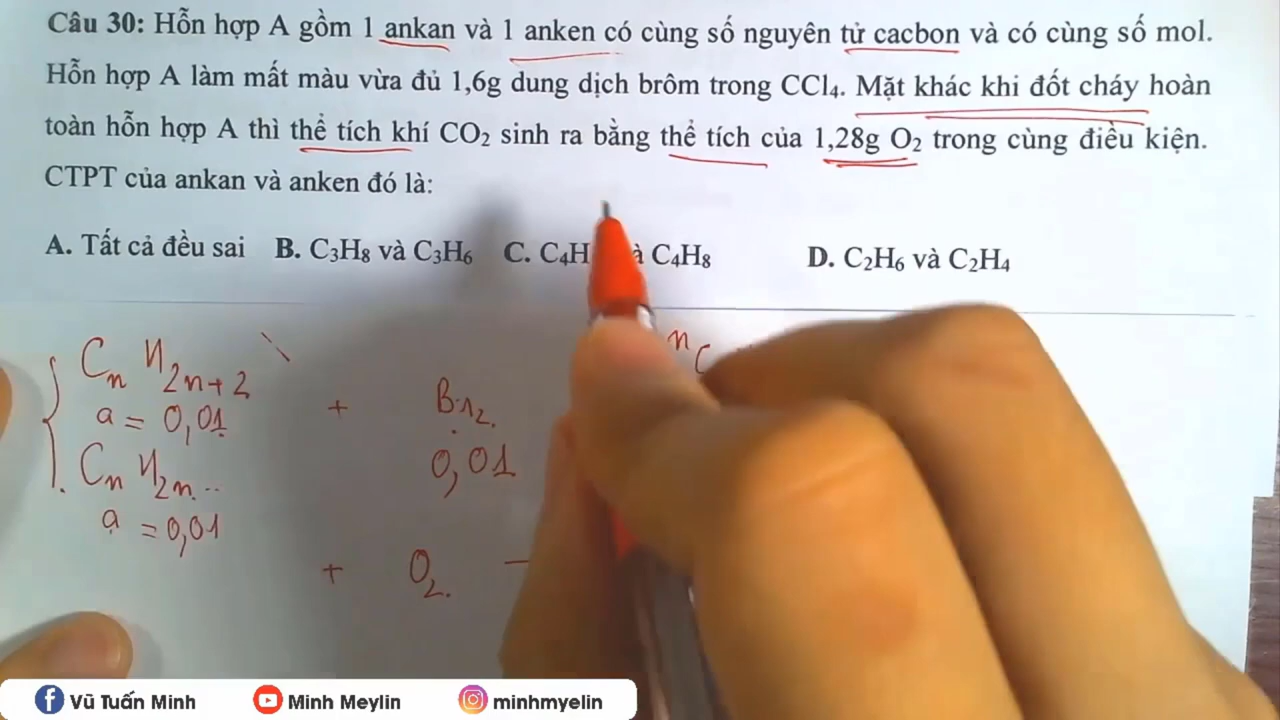 Câu 30: Hỗn hợp A gồm 1 ankan và 1 anken có cùng số nguyên tử cacbon và có cùng số mol.
Hỗn hợp A làm mất màu vừa đủ 1,6g dung dịch brôm trong CCl₄. Mặt khác khi đốt cháy hoàn
toàn hỗn hợp A thì thể tích khí CO₂ sinh ra bằng thể tích của 1,28g O₂ trong cùng điều kiện.
CTPT của ankan và anken đó là:
A. Tất cả đều sai B. C₃H₈ và C₃H₆ C. C₄H à C₄H₈ D. C₂H₆ và C₂H₄
CₙH₂ₙ₊₂ + Br₂
a = 0,01 0,01
CₙH₂ₙ
a = 0,01
+ O₂
n C
Vũ Tuấn Minh Minh Meylin minhmyelin